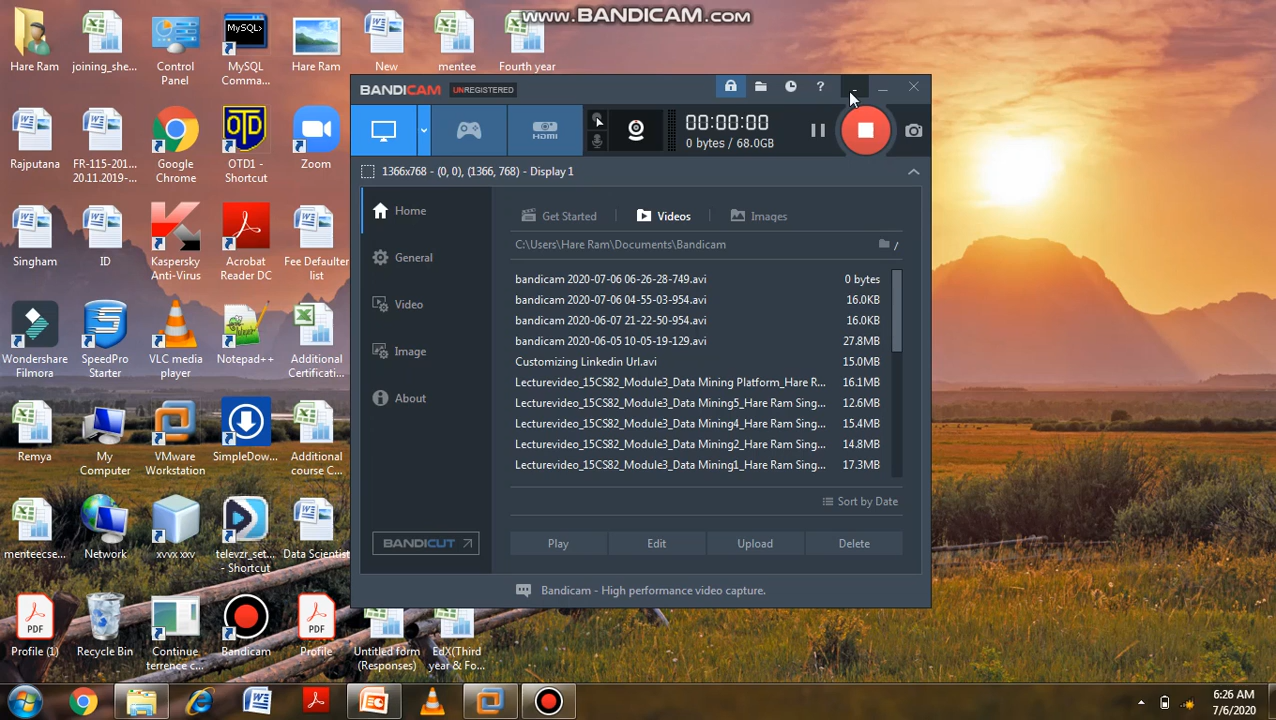 www.BANDICAM.com
Hare Ram
joining_she...
Control
Panel
MySQL
Comma...
Hare Ram
New
mentee
Fourth year
Rajputana
FR-115-201...
20.11.2019-...
Google
Chrome
OTD
OTD1 -
Shortcut
Zoom
Singham
ID
Kaspersky
Anti-Virus
Acrobat
Reader DC
Fee Defaulter
list
Wondershare
Filmora
SpeedPro
Starter
VLC media
player
Notepad++
Additional
Certificati...
Remya
My
Computer
VMware
Workstation
SimpleDow...
Additional
course C...
menteecse...
Network
xvvx xxv
televzr_set...
- Shortcut
Data Scientist
PDF
Profile (1)
Recycle Bin
Continue
terrence c...
Bandicam
PDF
Profile
Untitled form
(Responses)
EdX(Third
year & Fo...
BANDICAM UNREGISTERED
?
HDMI
00:00:00
0 bytes / 68.0GB
1366x768 - (0, 0), (1366, 768) - Display 1
Home
General
Video
Image
About
BANDICUT
Get Started
Videos
Images
C:\Users\Hare Ram\Documents\Bandicam
/
bandicam 2020-07-06 06-26-28-749.avi 0 bytes
bandicam 2020-07-06 04-55-03-954.avi 16.0KB
bandicam 2020-06-07 21-22-50-954.avi 16.0KB
bandicam 2020-06-05 10-05-19-129.avi 27.8MB
Customizing Linkedin Url.avi 15.0MB
Lecturevideo_15CS82_Module3_Data Mining Platform_Hare R... 16.1MB
Lecturevideo_15CS82_Module3_Data Mining5_Hare Ram Sing... 12.6MB
Lecturevideo_15CS82_Module3_Data Mining4_Hare Ram Sing... 15.4MB
Lecturevideo_15CS82_Module3_Data Mining2_Hare Ram Sing... 14.8MB
Lecturevideo_15CS82_Module3_Data Mining1_Hare Ram Sing... 17.3MB
Sort by Date
Play
Edit
Upload
Delete
Bandicam - High performance video capture.
6:26 AM
7/6/2020